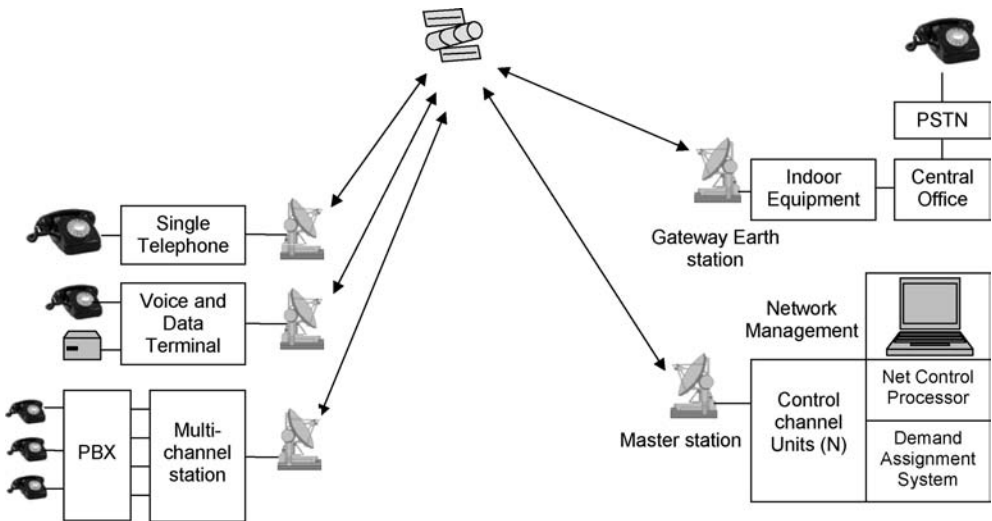 PSTN
Indoor
Equipment
Central
Office
Gateway Earth
station
Single
Telephone
Voice and
Data
Terminal
PBX
Multi-
channel
station
Network
Management
Master station
Control
channel
Units (N)
Net Control
Processor
Demand
Assignment
System